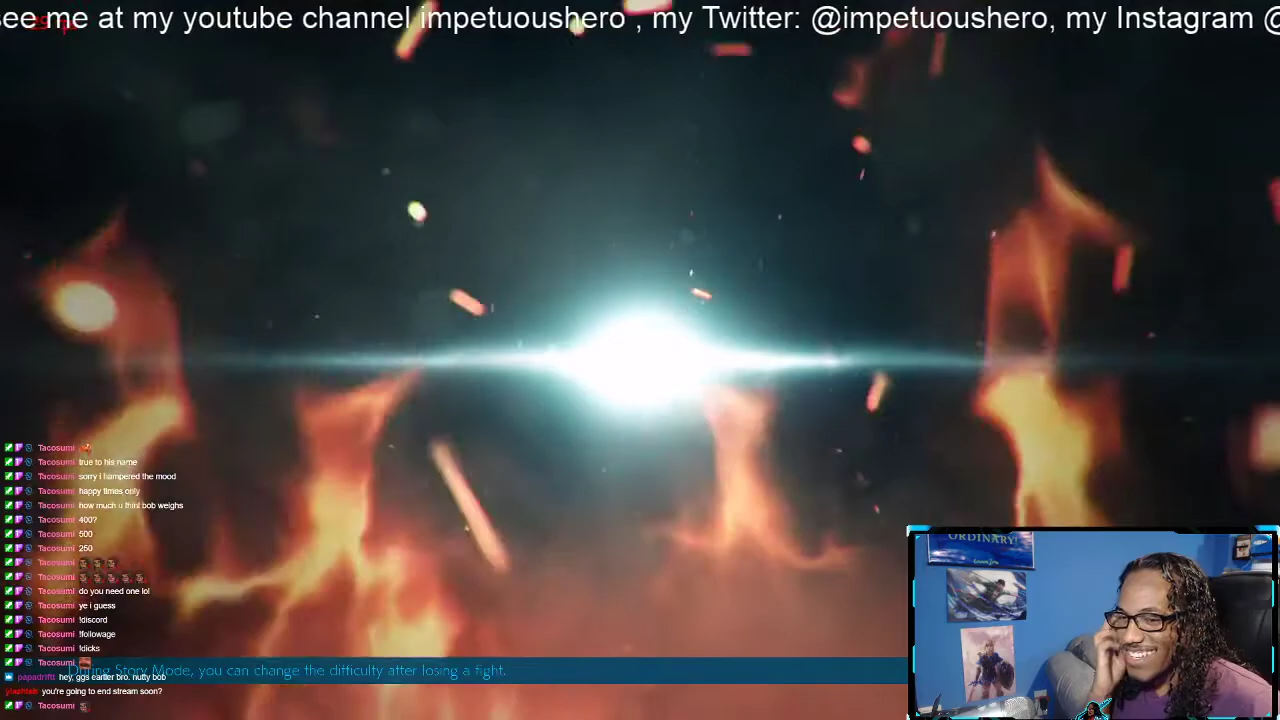 see me at my youtube channel impetuoushero , my Twitter: @impetuoushero, my Instagram @
Tacosumi
Tacosumi true to his name
Tacosumi sorry i hampered the mood
Tacosumi happy times only
Tacosumi how much u think bob weighs
Tacosumi 400?
Tacosumi 500
Tacosumi 250
Tacosumi
Tacosumi
Tacosumi do you need one lol
Tacosumi ye i guess
Tacosumi !discord
Tacosumi !followage
Tacosumi !dicks
Tacosumi
During Story Mode, you can change the difficulty after losing a fight.
papadriftt hey, ggs earlier bro. nutty bob
you're going to end stream soon?
Tacosumi
ORDINARY!